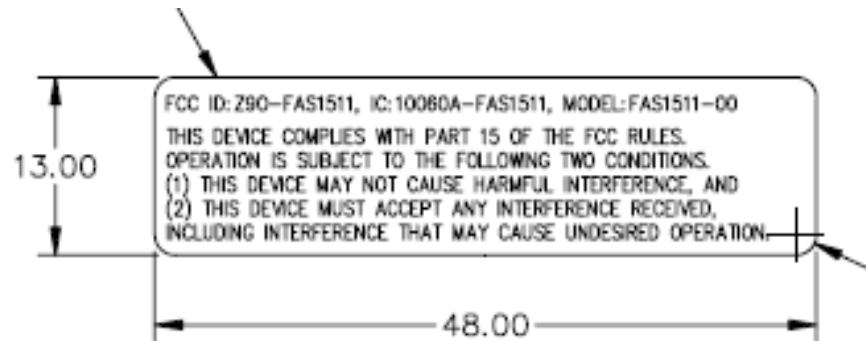 FCC ID: Z9O-FAS1511, IC:10060A-FAS1511, MODEL:FAS1511-00
THIS DEVICE COMPLIES WITH PART 15 OF THE FCC RULES.
OPERATION IS SUBJECT TO THE FOLLOWING TWO CONDITIONS.
(1) THIS DEVICE MAY NOT CAUSE HARMFUL INTERFERENCE, AND
(2) THIS DEVICE MUST ACCEPT ANY INTERFERENCE RECEIVED,
INCLUDING INTERFERENCE THAT MAY CAUSE UNDESIRED OPERATION.
13.00
48.00